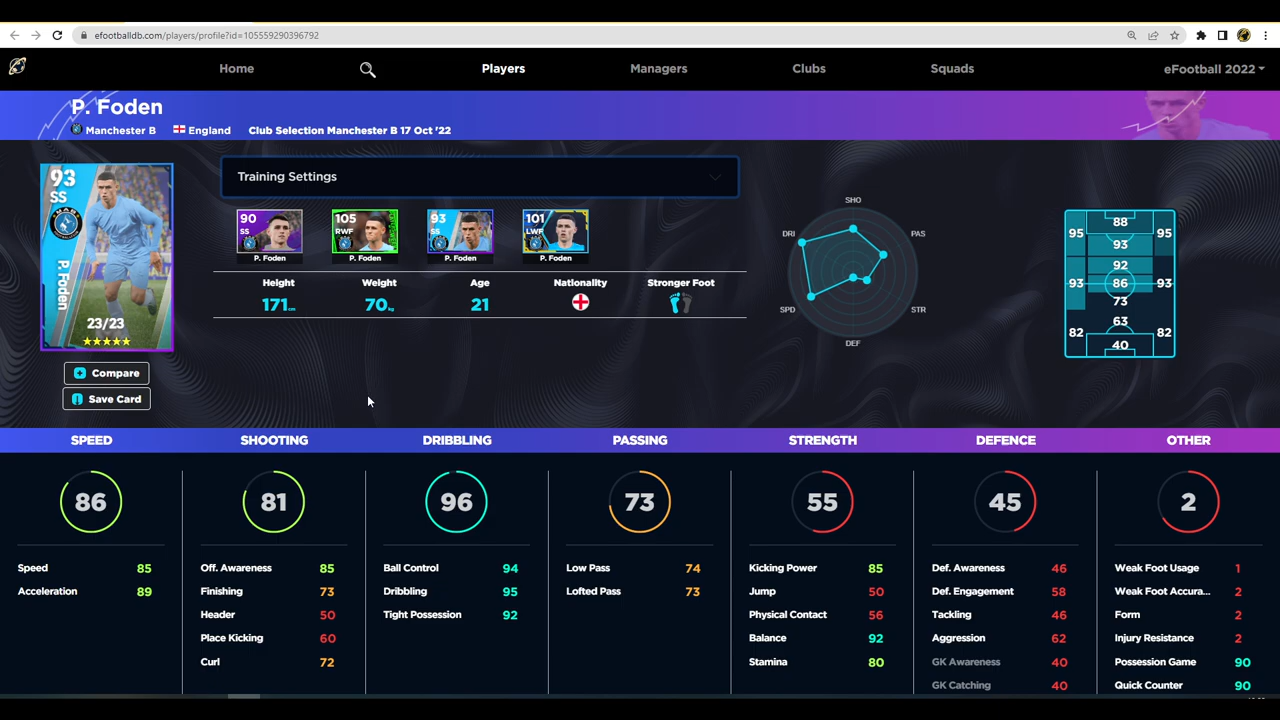 efootballdb.com/players/profile?id=105559290396792
Home
Players
Managers
Clubs
Squads
eFootball 2022
P. Foden
Manchester B
England
Club Selection Manchester B 17 Oct '22
93
SS
P. Foden
23/23
Compare
Save Card
Training Settings
90
SS
P. Foden
105
RWF
P. Foden
93
SS
P. Foden
101
LWF
P. Foden
Height
171cm
Weight
70kg
Age
21
Nationality
Stronger Foot
SHO
PAS
STR
DEF
SPD
DRI
88
95 95
93
92
93 86 93
73
63
82 82
40
SPEED
86
Speed 85
Acceleration 89
SHOOTING
81
Off. Awareness 85
Finishing 73
Header 50
Place Kicking 60
Curl 72
DRIBBLING
96
Ball Control 94
Dribbling 95
Tight Possession 92
PASSING
73
Low Pass 74
Lofted Pass 73
STRENGTH
55
Kicking Power 85
Jump 50
Physical Contact 56
Balance 92
Stamina 80
DEFENCE
45
Def. Awareness 46
Def. Engagement 58
Tackling 46
Aggression 62
GK Awareness 40
GK Catching 40
OTHER
2
Weak Foot Usage 1
Weak Foot Accura... 2
Form 2
Injury Resistance 2
Possession Game 90
Quick Counter 90